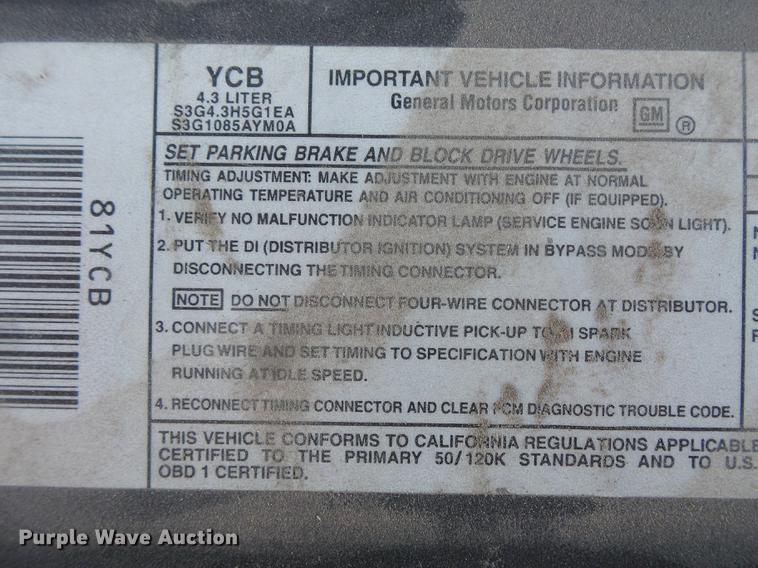 81YCB
YCB
4.3 LITER
S3G4.3H5G1EA
S3G1085AYM0A
IMPORTANT VEHICLE INFORMATION
General Motors Corporation GM ®
SET PARKING BRAKE AND BLOCK DRIVE WHEELS.
TIMING ADJUSTMENT: MAKE ADJUSTMENT WITH ENGINE AT NORMAL
OPERATING TEMPERATURE AND AIR CONDITIONING OFF (IF EQUIPPED).
1. VERIFY NO MALFUNCTION INDICATOR LAMP (SERVICE ENGINE SOON LIGHT).
2. PUT THE DI (DISTRIBUTOR IGNITION) SYSTEM IN BYPASS MODE BY
DISCONNECTING THE TIMING CONNECTOR.
NOTE DO NOT DISCONNECT FOUR-WIRE CONNECTOR AT DISTRIBUTOR.
3. CONNECT A TIMING LIGHT INDUCTIVE PICK-UP TO #1 SPARK
PLUG WIRE AND SET TIMING TO SPECIFICATION WITH ENGINE
RUNNING AT IDLE SPEED.
4. RECONNECT TIMING CONNECTOR AND CLEAR PCM DIAGNOSTIC TROUBLE CODE.
THIS VEHICLE CONFORMS TO CALIFORNIA REGULATIONS APPLICABLE
CERTIFIED TO THE PRIMARY 50/120K STANDARDS AND TO U.S.
OBD 1 CERTIFIED.
Purple Wave Auction